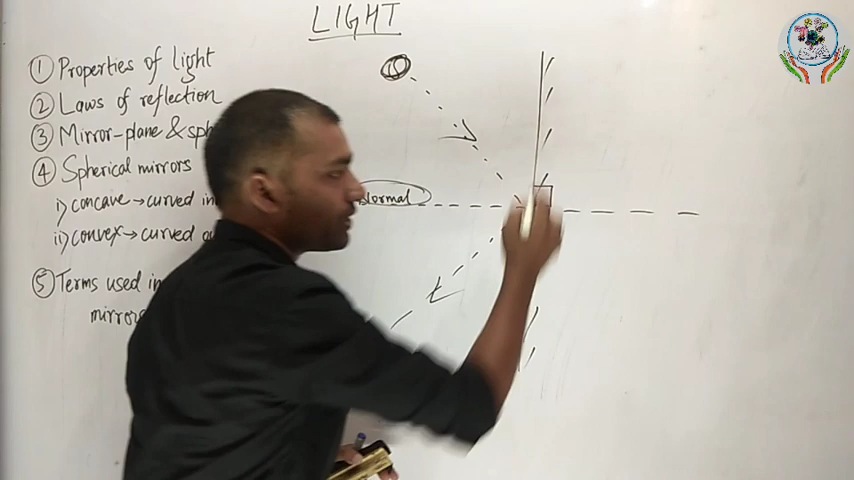 LIGHT
① Properties of light
② Laws of reflection
③ Mirror-plane & sph
④ Spherical mirrors
i) concave → curved in
ii) convex → curved
⑤ Terms used in
mirror
Normal